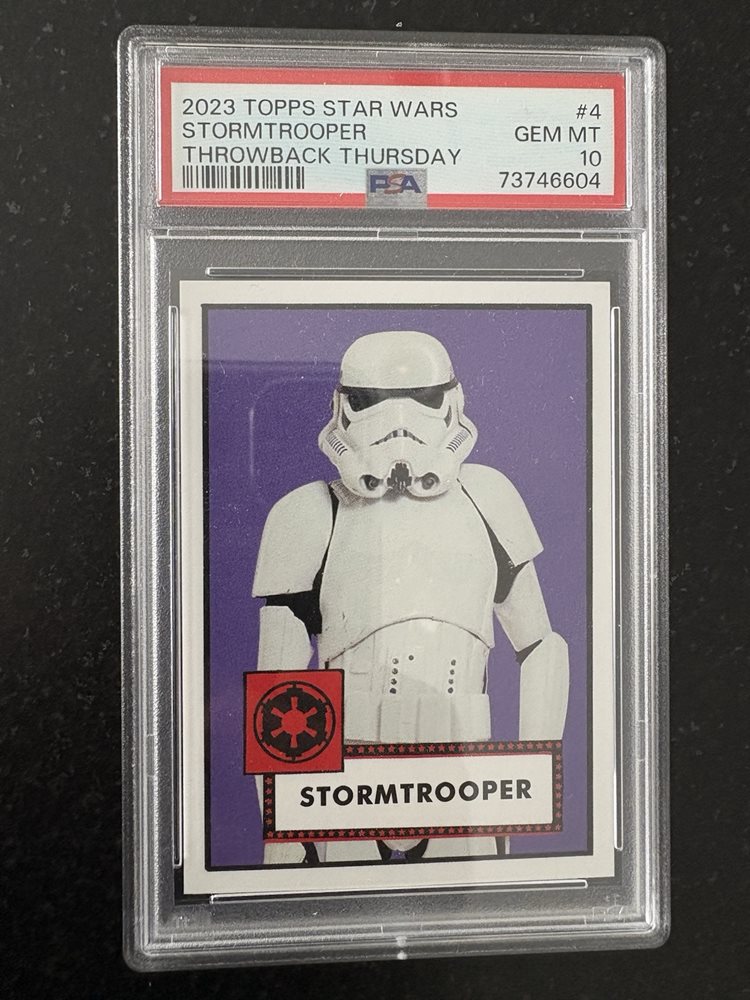 2023 TOPPS STAR WARS #4
STORMTROOPER GEM MT
THROWBACK THURSDAY 10
PSA 73746604
STORMTROOPER